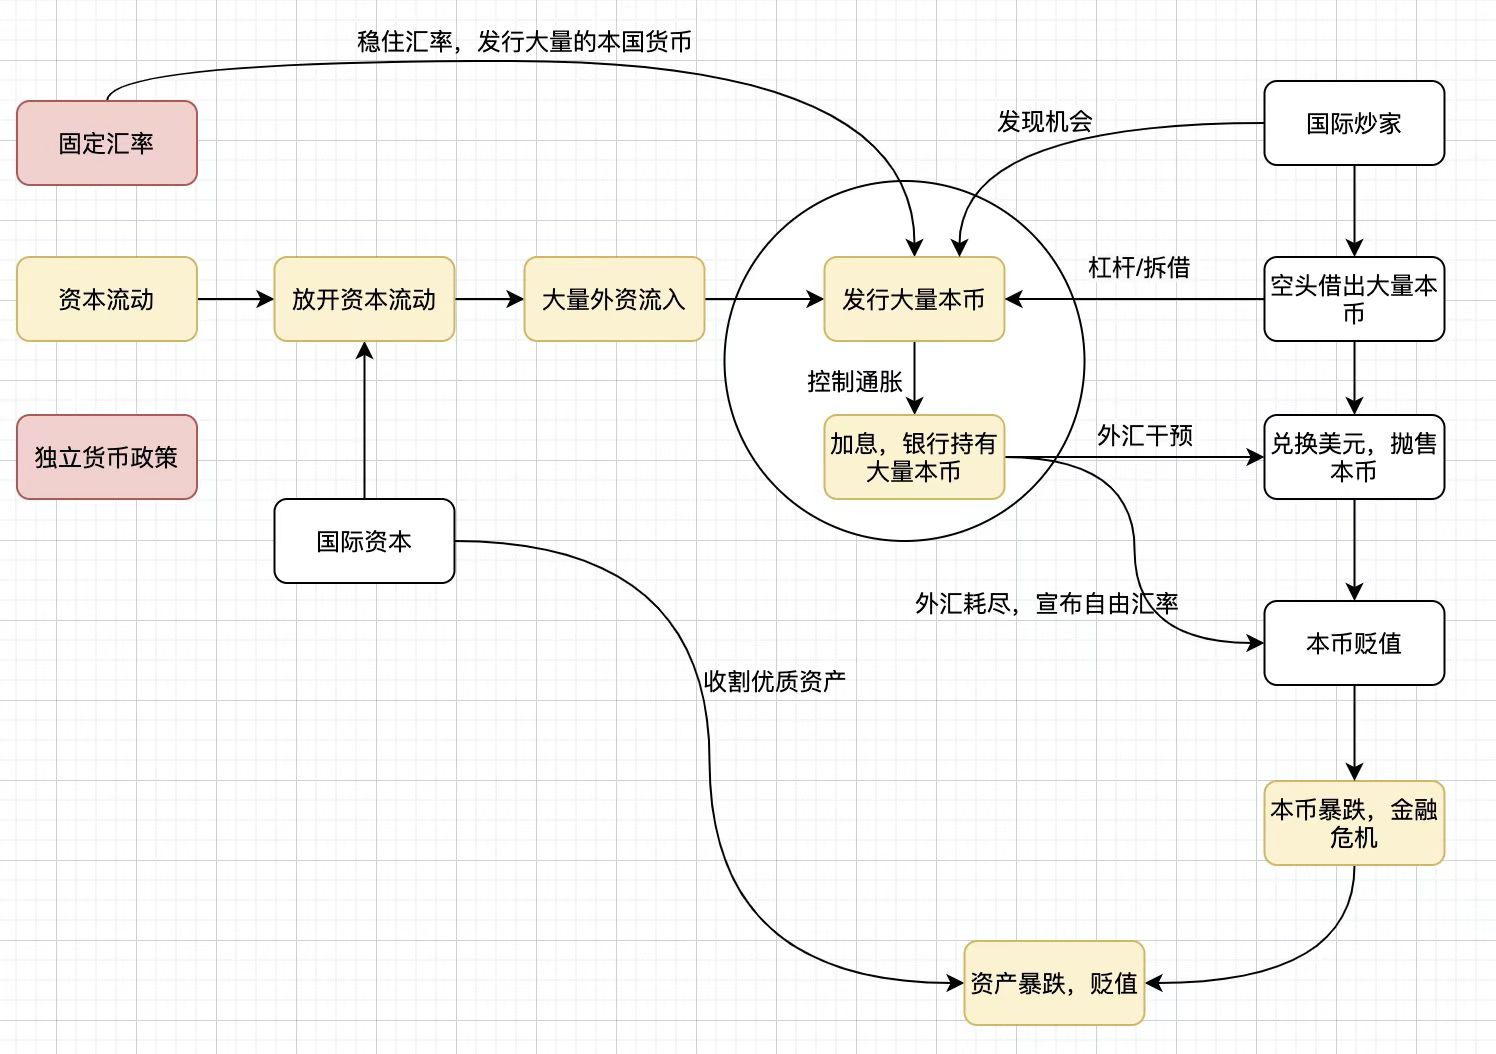 稳住汇率，发行大量的本国货币
固定汇率
发现机会
国际炒家
资本流动
放开资本流动
大量外资流入
发行大量本币
杠杆/拆借
空头借出大量本
币
控制通胀
独立货币政策
加息，银行持有
大量本币
外汇干预
兑换美元，抛售
本币
国际资本
外汇耗尽，宣布自由汇率
本币贬值
收割优质资产
本币暴跌，金融
危机
资产暴跌，贬值